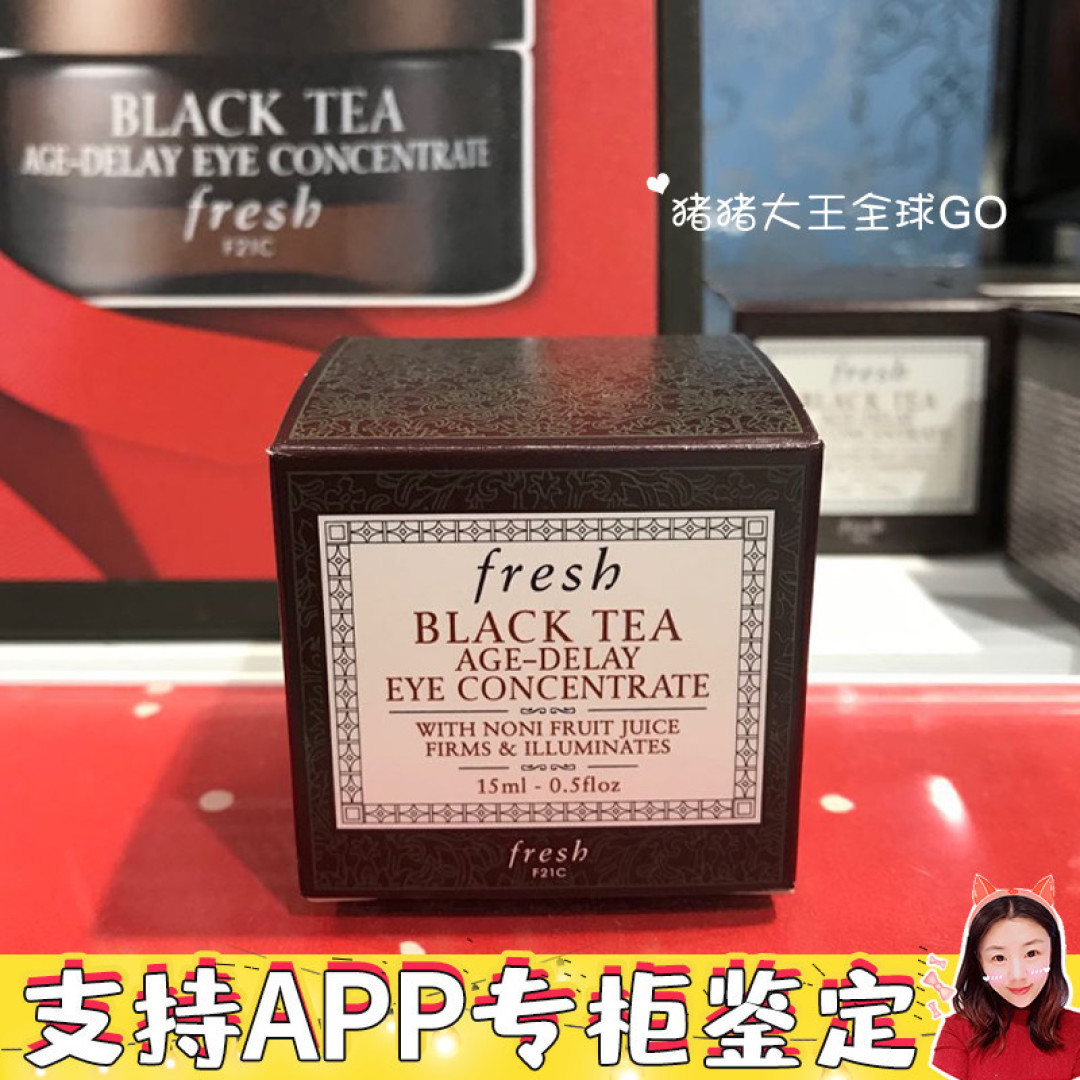 BLACK TEA
AGE-DELAY EYE CONCENTRATE
fresh
F21C
猪猪大王全球GO
fresh
BLACK TEA
CONCENTRATE
fresh
fresh
BLACK TEA
AGE-DELAY
EYE CONCENTRATE
WITH NONI FRUIT JUICE
FIRMS & ILLUMINATES
15ml - 0.5floz
fresh
F21C
支持APP专柜鉴定